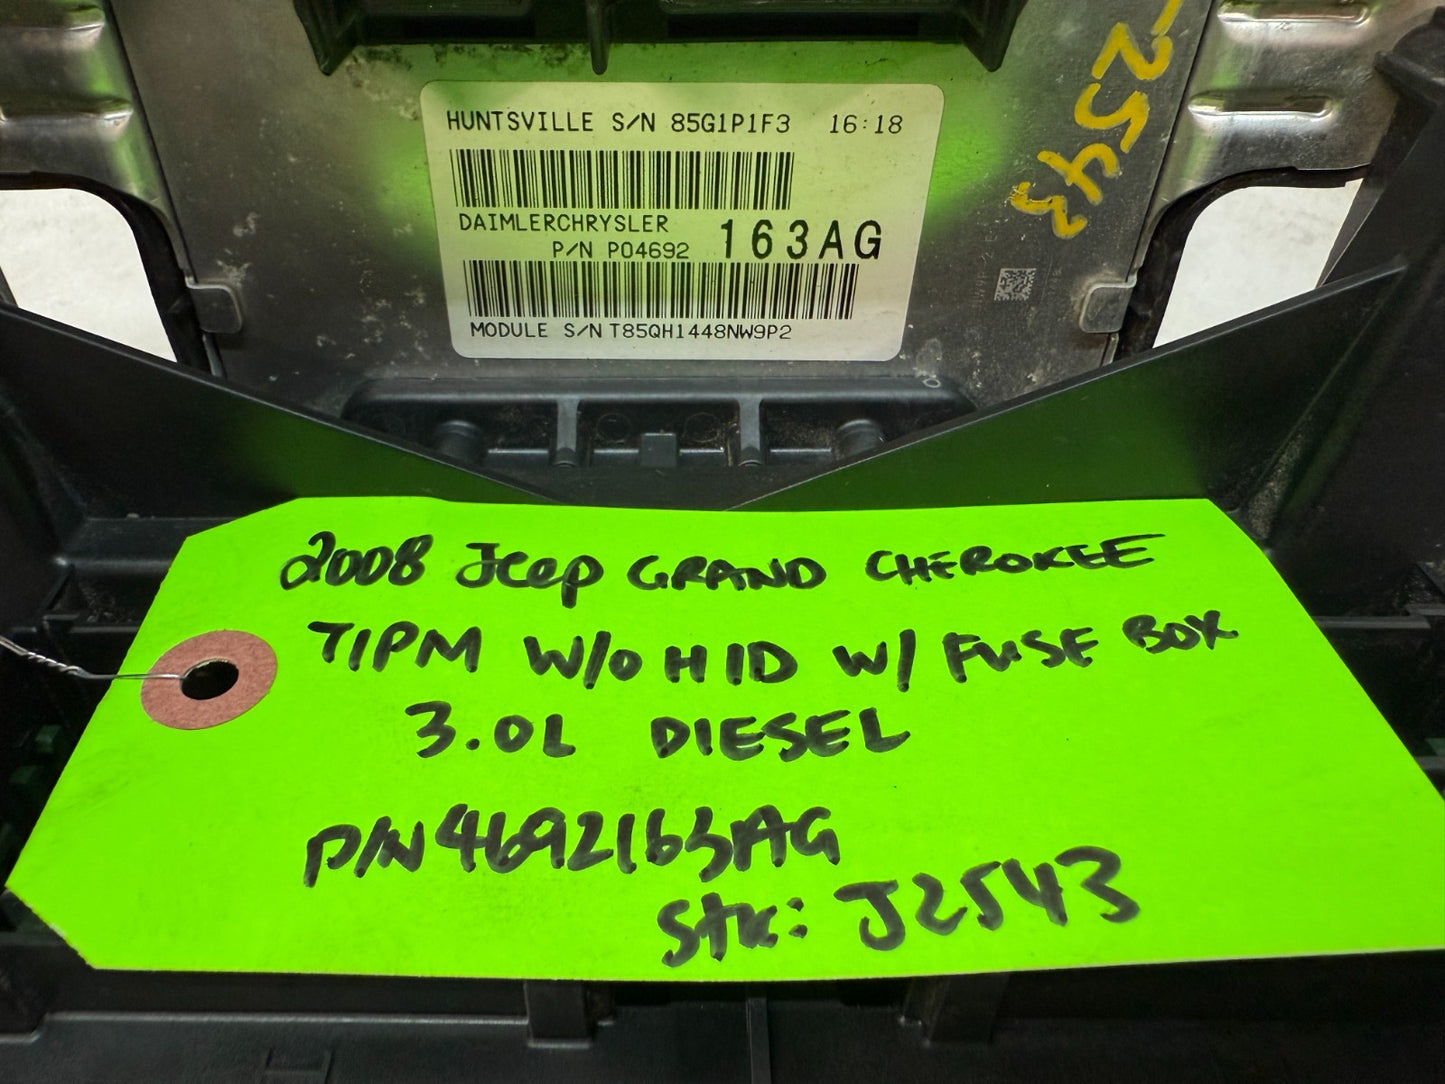 HUNTSVILLE S/N 85G1P1F3 16:18
DAIMLERCHRYSLER
P/N P04692 163AG
MODULE S/N T85QH1448NW9P2
-2543
2008 Jeep GRAND CHEROKEE
TIPM W/O HID W/ FUSE BOX
3.0L DIESEL
P/N 4692163AG
Stk: J2543